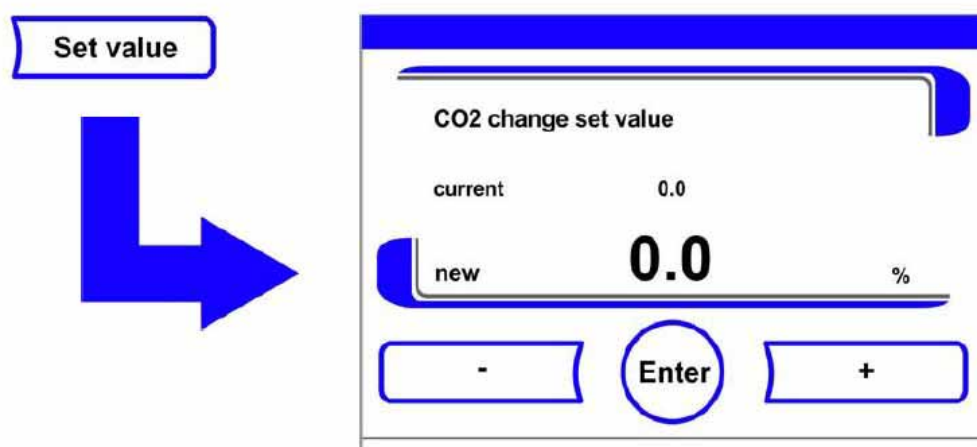 Set value
CO2 change set value
current 0.0
new 0.0 %
- Enter +